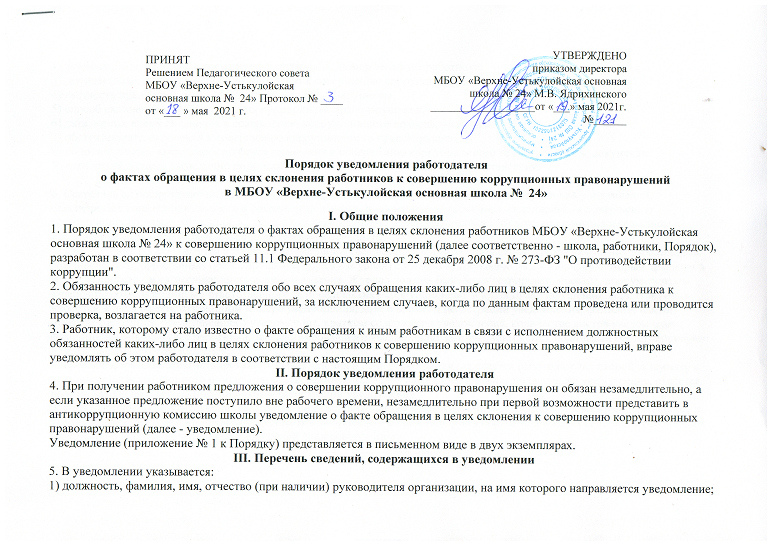 ПРИНЯТ
Решением Педагогического совета
МБОУ «Верхне-Устькулойская
основная школа № 24» Протокол № 3
от « 18 » мая 2021 г.
УТВЕРЖДЕНО
приказом директора
МБОУ «Верхне-Устькулойская основная
школа № 24» М.В. Ядрихинского
от « 19 » мая 2021г.
№ 121
Порядок уведомления работодателя
о фактах обращения в целях склонения работников к совершению коррупционных правонарушений
в МБОУ «Верхне-Устькулойская основная школа № 24»
I. Общие положения
1. Порядок уведомления работодателя о фактах обращения в целях склонения работников МБОУ «Верхне-Устькулойская
основная школа № 24» к совершению коррупционных правонарушений (далее соответственно - школа, работники, Порядок),
разработан в соответствии со статьей 11.1 Федерального закона от 25 декабря 2008 г. № 273-ФЗ "О противодействии
коррупции".
2. Обязанность уведомлять работодателя обо всех случаях обращения каких-либо лиц в целях склонения работника к
совершению коррупционных правонарушений, за исключением случаев, когда по данным фактам проведена или проводится
проверка, возлагается на работника.
3. Работник, которому стало известно о факте обращения к иным работникам в связи с исполнением должностных
обязанностей каких-либо лиц в целях склонения работников к совершению коррупционных правонарушений, вправе
уведомлять об этом работодателя в соответствии с настоящим Порядком.
II. Порядок уведомления работодателя
4. При получении работником предложения о совершении коррупционного правонарушения он обязан незамедлительно, а
если указанное предложение поступило вне рабочего времени, незамедлительно при первой возможности представить в
антикоррупционную комиссию школы уведомление о факте обращения в целях склонения к совершению коррупционных
правонарушений (далее - уведомление).
Уведомление (приложение № 1 к Порядку) представляется в письменном виде в двух экземплярах.
III. Перечень сведений, содержащихся в уведомлении
5. В уведомлении указывается:
1) должность, фамилия, имя, отчество (при наличии) руководителя организации, на имя которого направляется уведомление;